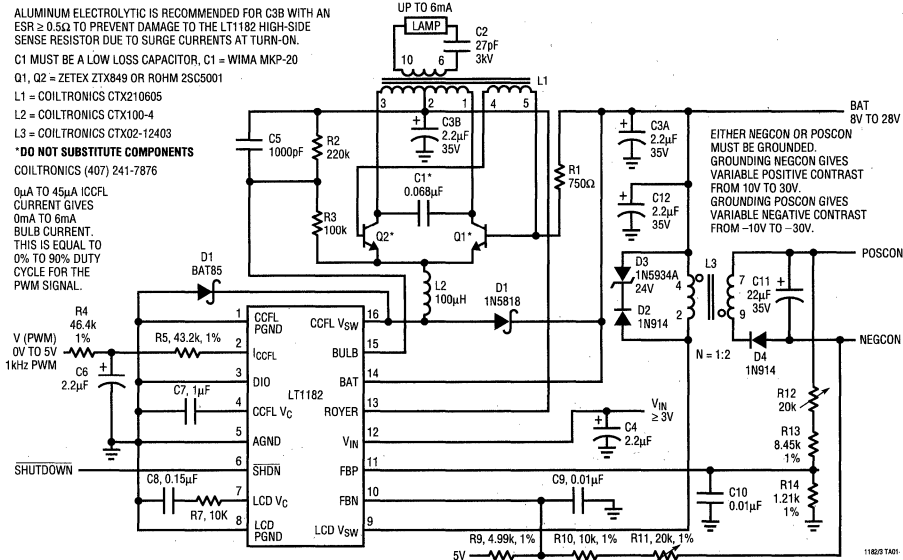 ALUMINUM ELECTROLYTIC IS RECOMMENDED FOR C3B WITH AN
ESR ≥ 0.5Ω TO PREVENT DAMAGE TO THE LT1182 HIGH-SIDE
SENSE RESISTOR DUE TO SURGE CURRENTS AT TURN-ON.
C1 MUST BE A LOW LOSS CAPACITOR, C1 = WIMA MKP-20
Q1, Q2 = ZETEX ZTX849 OR ROHM 2SC5001
L1 = COILTRONICS CTX210605
L2 = COILTRONICS CTX100-4
L3 = COILTRONICS CTX02-12403
*DO NOT SUBSTITUTE COMPONENTS
COILTRONICS (407) 241-7876
0µA TO 45µA ICCFL
CURRENT GIVES
0mA TO 6mA
BULB CURRENT.
THIS IS EQUAL TO
0% TO 90% DUTY
CYCLE FOR THE
PWM SIGNAL.
UP TO 6mA
LAMP
C2
27pF
3kV
10
6
L1
3
2
1
4
5
C5
1000pF
R2
220k
R3
100k
C3B
2.2µF
35V
C1*
0.068µF
Q2*
Q1*
R1
750Ω
L2
100µH
D1
BAT85
D1
1N5818
BAT
8V TO 28V
C3A
2.2µF
35V
C12
2.2µF
35V
EITHER NEGCON OR POSCON
MUST BE GROUNDED.
GROUNDING NEGCON GIVES
VARIABLE POSITIVE CONTRAST
FROM 10V TO 30V.
GROUNDING POSCON GIVES
VARIABLE NEGATIVE CONTRAST
FROM –10V TO –30V.
D3
1N5934A
24V
D2
1N914
L3
4
2
7
9
N = 1:2
C11
22µF
35V
D4
1N914
POSCON
NEGCON
R12
20k
R13
8.45k
1%
R14
1.21k
1%
R4
46.4k
1%
V (PWM)
0V TO 5V
1kHz PWM
R5, 43.2k, 1%
C6
2.2µF
C7, 1µF
SHUTDOWN
C8, 0.15µF
R7, 10K
LT1182
1 CCFL PGND
2 ICCFL
3 DIO
4 CCFL VC
5 AGND
6 SHDN
7 LCD VC
8 LCD PGND
CCFL VSW 16
BULB 15
BAT 14
ROYER 13
VIN 12
FBP 11
FBN 10
LCD VSW 9
VIN
≥ 3V
C4
2.2µF
C9, 0.01µF
C10
0.01µF
5V
R9, 4.99k, 1%
R10, 10k, 1%
R11, 20k, 1%
1182/3 TA01